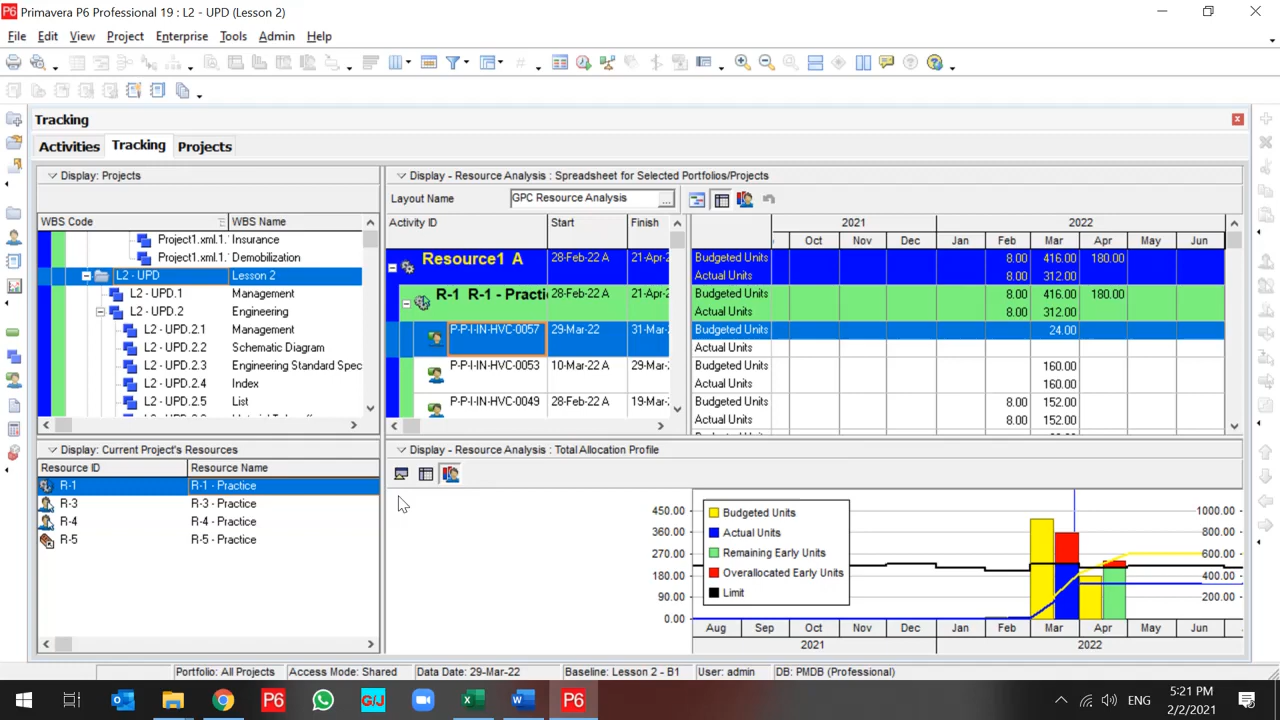 Primavera P6 Professional 19 : L2 - UPD (Lesson 2)
File Edit View Project Enterprise Tools Admin Help
Tracking
Activities Tracking Projects
Display: Projects
WBS Code WBS Name
Project1.xml.1. Insurance
Project1.xml.1. Demobilization
L2 - UPD Lesson 2
L2 - UPD.1 Management
L2 - UPD.2 Engineering
L2 - UPD.2.1 Management
L2 - UPD.2.2 Schematic Diagram
L2 - UPD.2.3 Engineering Standard Spec
L2 - UPD.2.4 Index
L2 - UPD.2.5 List
Display - Resource Analysis : Spreadsheet for Selected Portfolios/Projects
Layout Name GPC Resource Analysis ...
Activity ID Start Finish
2021 2022
Oct Nov Dec Jan Feb Mar Apr May Jun
Resource1 A 28-Feb-22 A 21-Apr-2 Budgeted Units 8.00 416.00 180.00
Actual Units 8.00 312.00
R-1 R-1 - Practi 28-Feb-22 A 21-Apr-2 Budgeted Units 8.00 416.00 180.00
Actual Units 8.00 312.00
P-P-I-IN-HVC-0057 29-Mar-22 31-Mar- Budgeted Units 24.00
Actual Units
P-P-I-IN-HVC-0053 10-Mar-22 A 29-Mar- Budgeted Units 160.00
Actual Units 160.00
P-P-I-IN-HVC-0049 28-Feb-22 A 19-Mar- Budgeted Units 8.00 152.00
Actual Units 8.00 152.00
Display: Current Project's Resources
Resource ID Resource Name
R-1 R-1 - Practice
R-3 R-3 - Practice
R-4 R-4 - Practice
R-5 R-5 - Practice
Display - Resource Analysis : Total Allocation Profile
450.00 Budgeted Units 1000.00
360.00 Actual Units 800.00
270.00 Remaining Early Units 600.00
180.00 Overallocated Early Units 400.00
90.00 Limit 200.00
0.00
Aug Sep Oct Nov Dec Jan Feb Mar Apr May Jun
2021 2022
Portfolio: All Projects Access Mode: Shared Data Date: 29-Mar-22 Baseline: Lesson 2 - B1 User: admin DB: PMDB (Professional)
P6 G/J P6 ENG 5:21 PM
2/2/2021